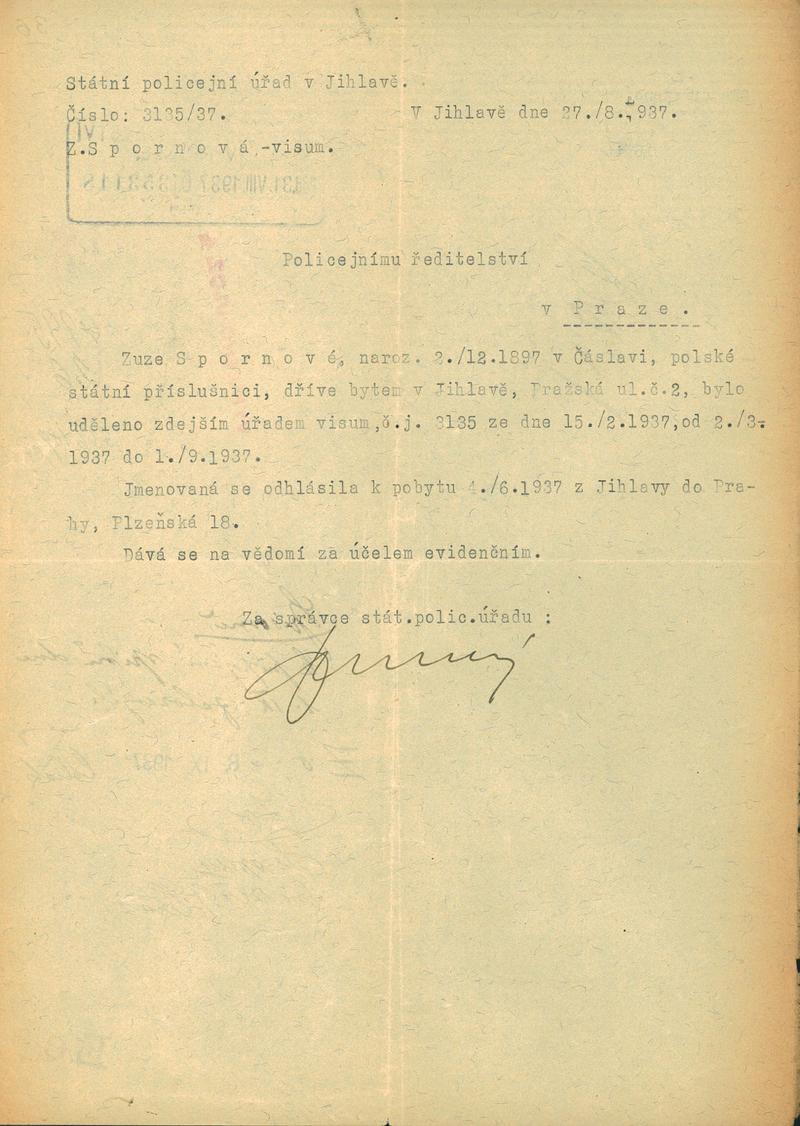 Státní policejní úřad v Jihlavě.
Číslo: 3135/37. V Jihlavě dne 27./8.1937.
Z.S p o r n o v á,-visum.
Policejnímu ředitelství
v P r a z e .
Zuze S p o r n o v é, naroz. 2./12.1897 v Čáslavi, polské
státní příslušnici, dříve bytem v Jihlavě, Pražská ul.č.2, bylo
uděleno zdejším úřadem visum,č.j. 3135 ze dne 15./2.1937,od 2./3.
1937 do 1./9.1937.
Jmenovaná se odhlásila k pobytu 4./6.1937 z Jihlavy do Pra-
hy, Plzeňská 18.
Dává se na vědomí za účelem evidenčním.
Za správce stát.polic.úřadu :